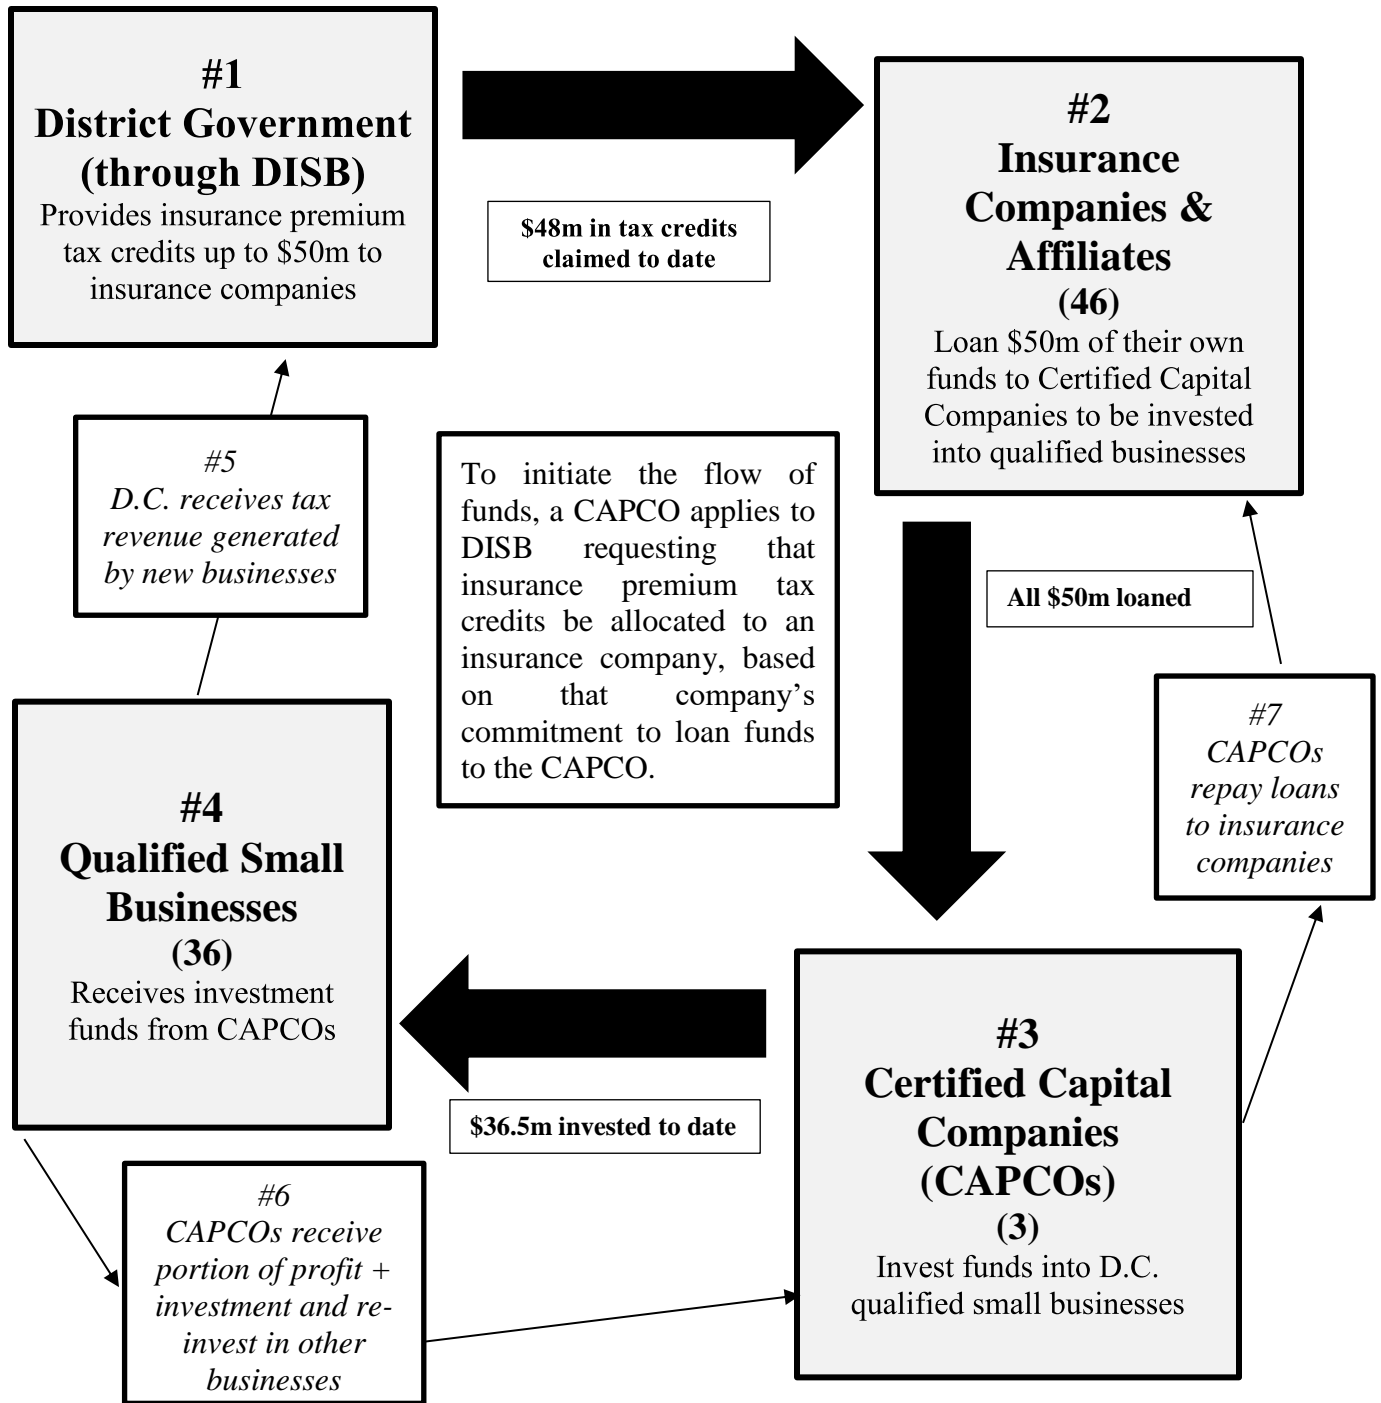 #1
District Government
(through DISB)
Provides insurance premium
tax credits up to $50m to
insurance companies
$48m in tax credits
claimed to date
#2
Insurance
Companies &
Affiliates
(46)
Loan $50m of their own
funds to Certified Capital
Companies to be invested
into qualified businesses
#5
D.C. receives tax
revenue generated
by new businesses
To initiate the flow of
funds, a CAPCO applies to
DISB requesting that
insurance premium tax
credits be allocated to an
insurance company, based
on that company’s
commitment to loan funds
to the CAPCO.
All $50m loaned
#7
CAPCOs
repay loans
to insurance
companies
#4
Qualified Small
Businesses
(36)
Receives investment
funds from CAPCOs
$36.5m invested to date
#3
Certified Capital
Companies
(CAPCOs)
(3)
Invest funds into D.C.
qualified small businesses
#6
CAPCOs receive
portion of profit +
investment and re-
invest in other
businesses